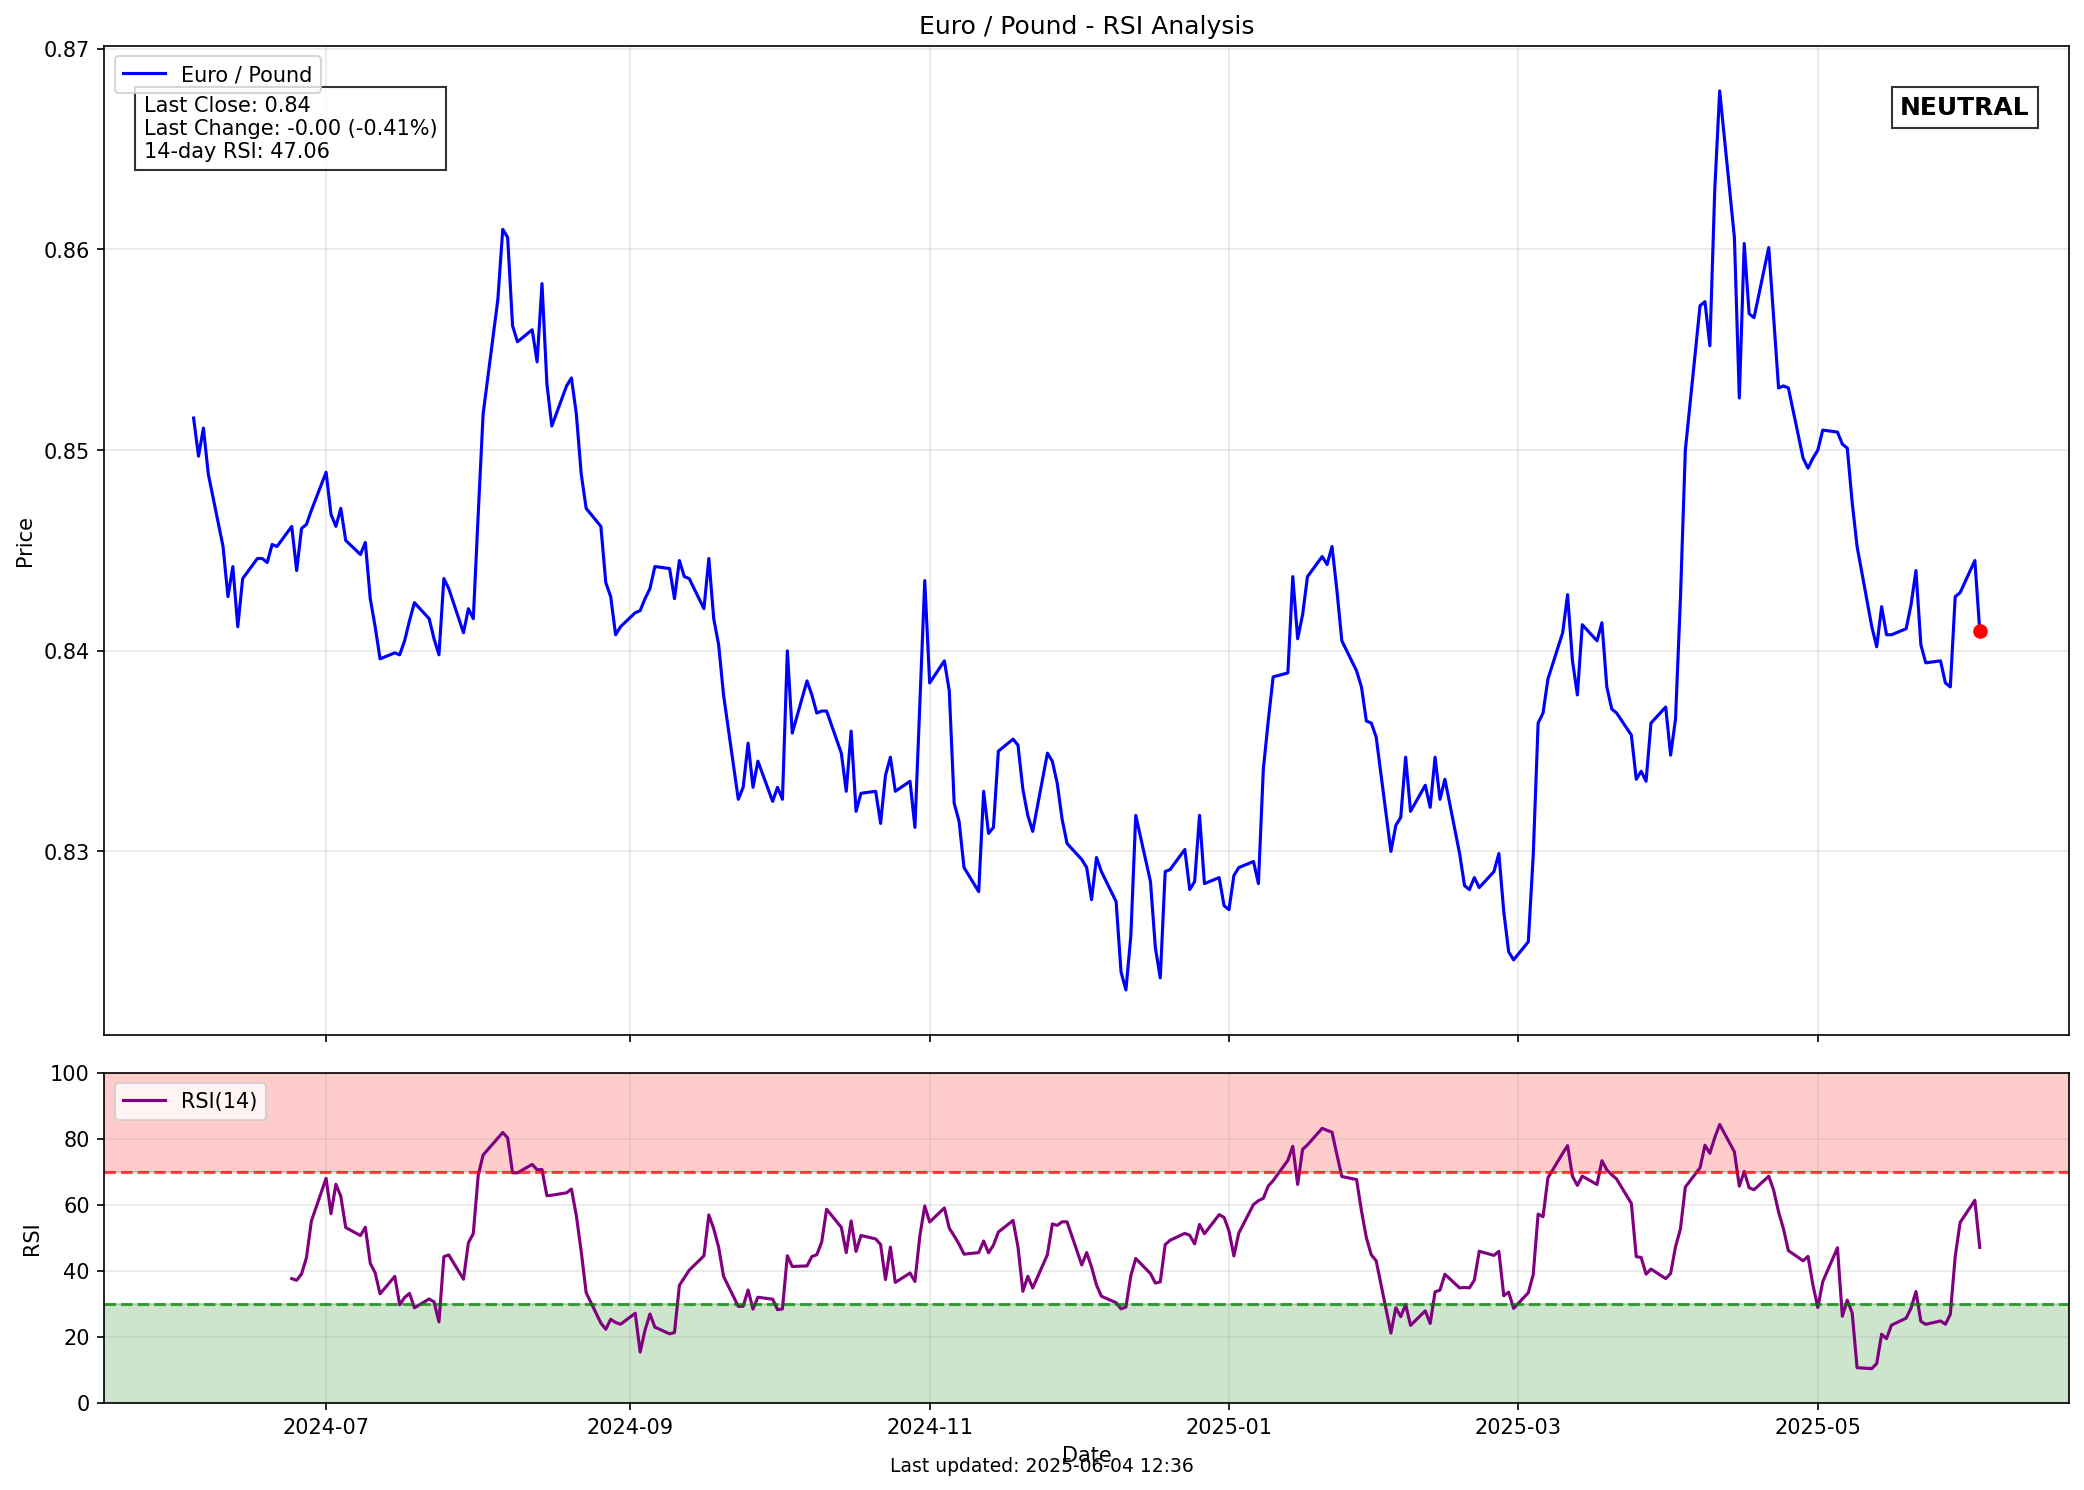 Euro / Pound - RSI Analysis
0.87
0.86
0.85
0.84
0.83
Price
Euro / Pound
Last Close: 0.84
Last Change: -0.00 (-0.41%)
14-day RSI: 47.06
NEUTRAL
100
80
60
40
20
0
RSI
RSI(14)
2024-07
2024-09
2024-11
2025-01
2025-03
2025-05
Date
Last updated: 2025-06-04 12:36